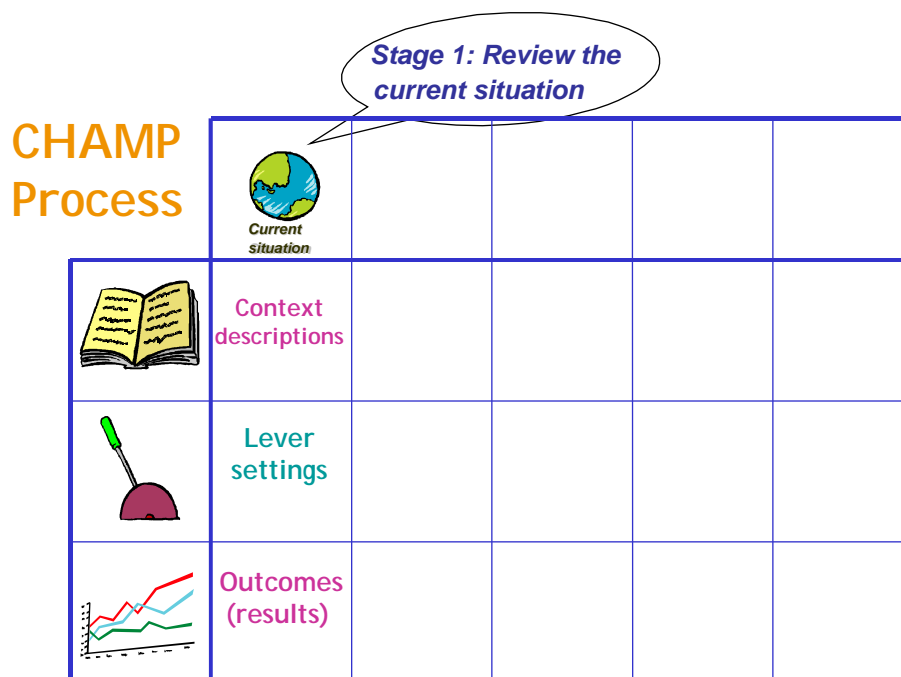 Stage 1: Review the
current situation
CHAMP
Process
Current
situation
Context
descriptions
Lever
settings
Outcomes
(results)